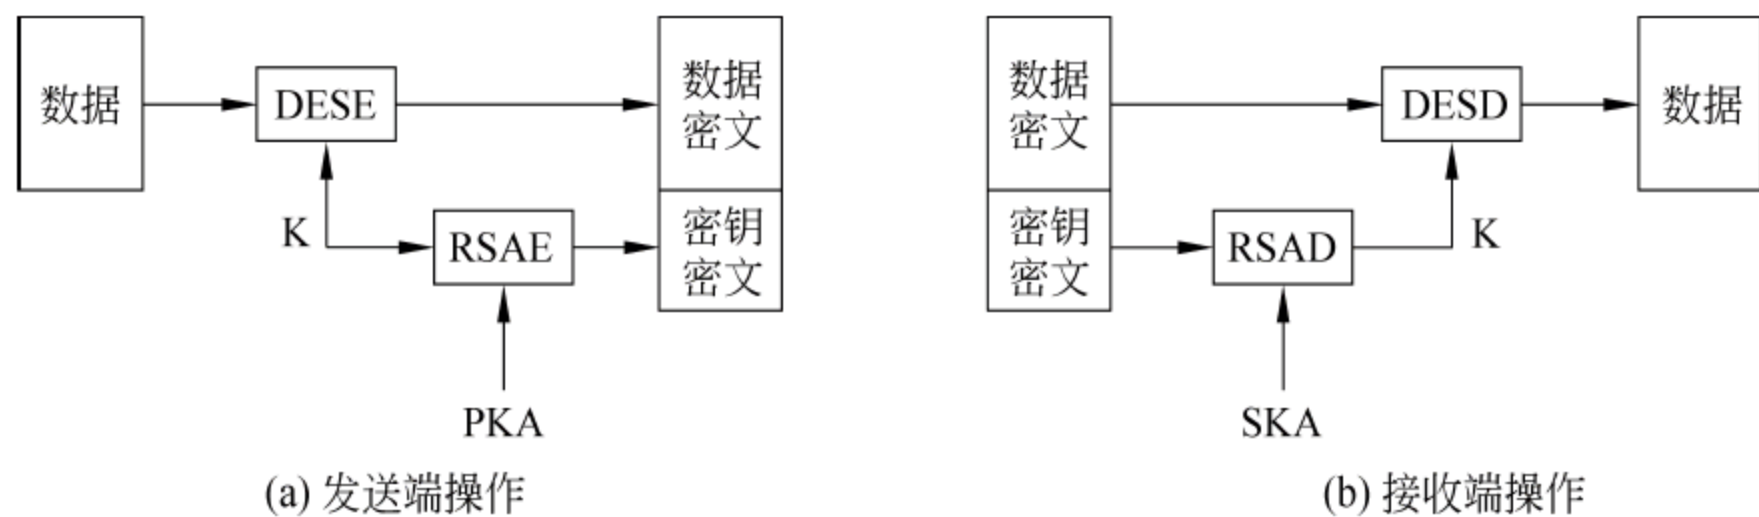 数据
DESE
数据
密文
K
RSAE
密钥
密文
PKA
(a) 发送端操作
数据
密文
DESD
数据
密钥
密文
RSAD
K
SKA
(b) 接收端操作